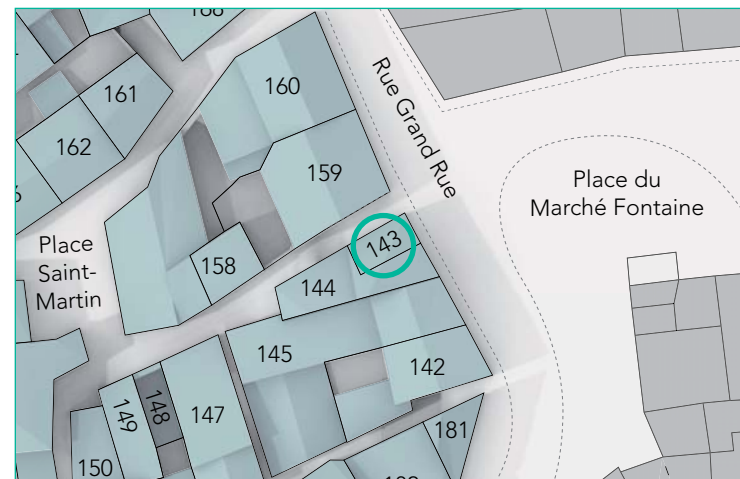 160
161
162
159
Rue Grand Rue
Place du
Marché Fontaine
Place
Saint-
Martin
158
143
144
145
142
149
148
147
150
181